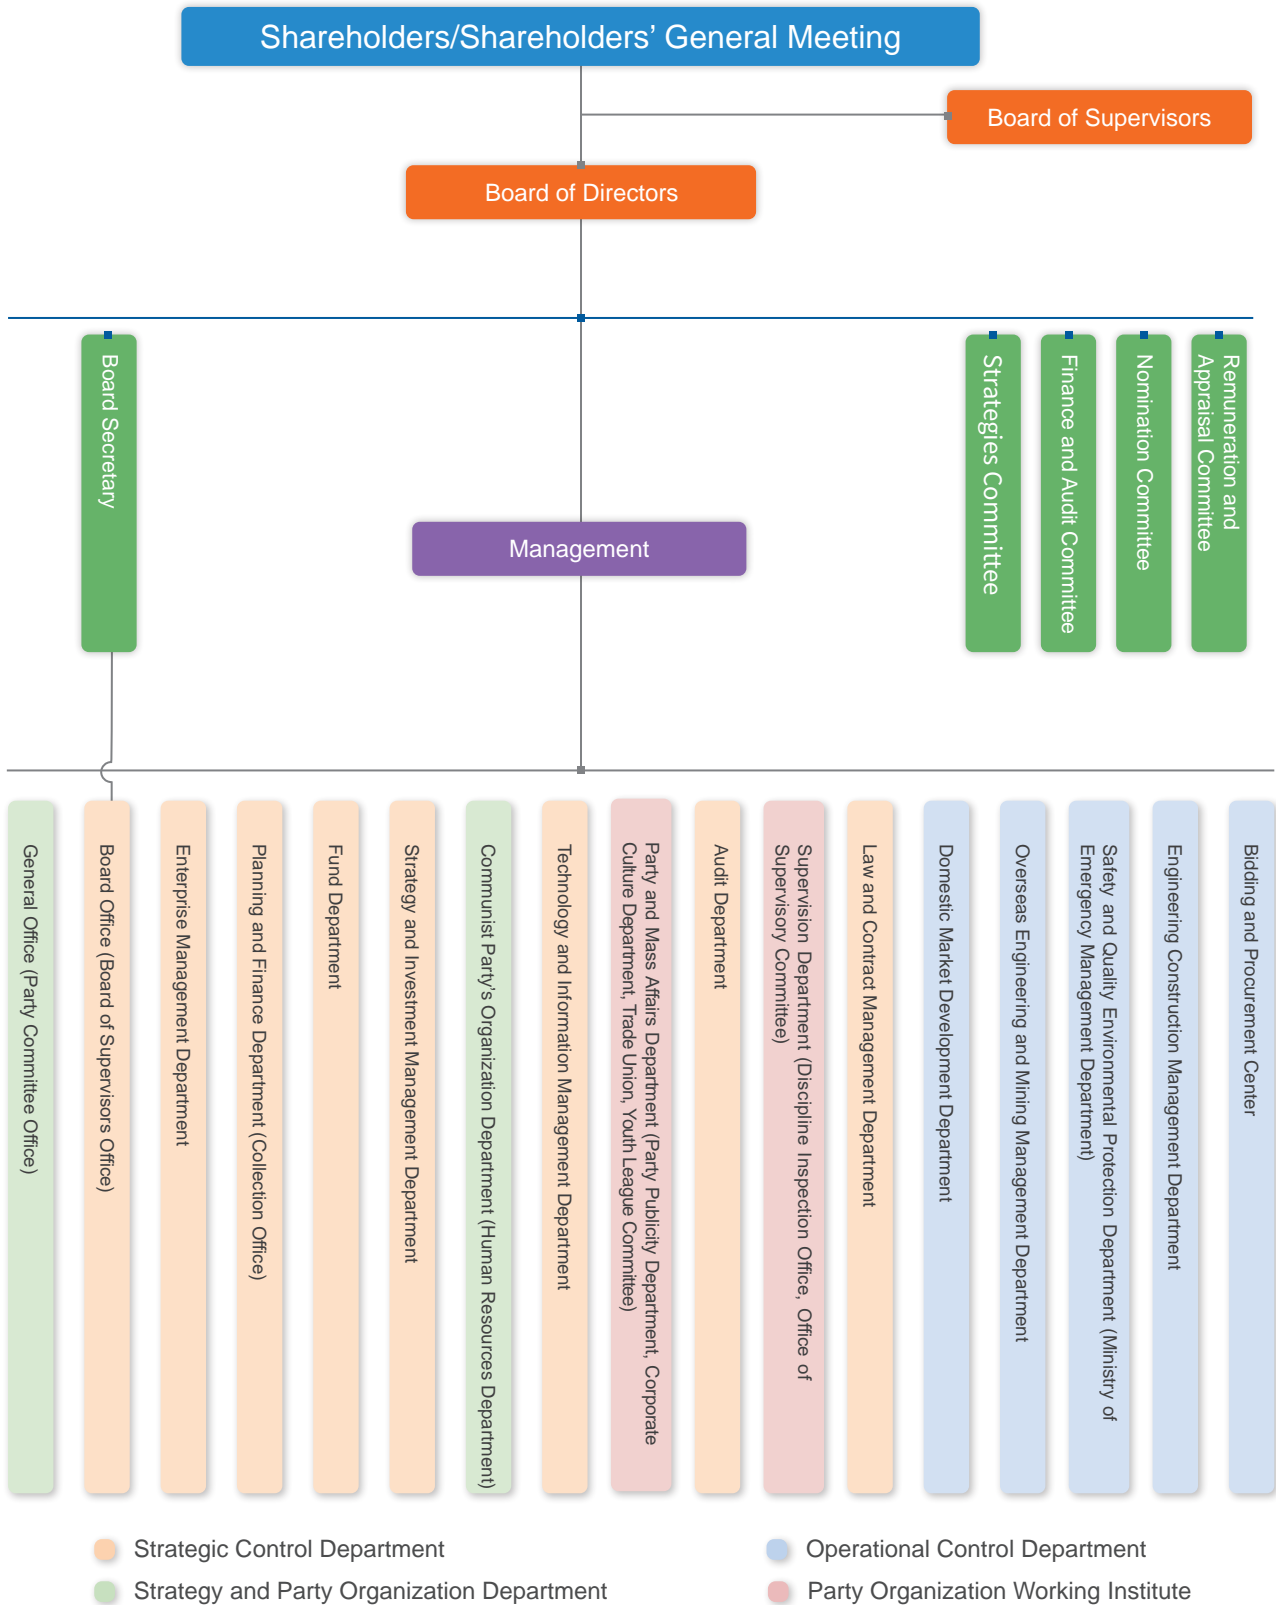 Shareholders/Shareholders’ General Meeting
Board of Supervisors
Board of Directors
Board Secretary
Strategies Committee
Finance and Audit Committee
Nomination Committee
Remuneration and
Appraisal Committee
Management
General Office (Party Committee Office)
Board Office (Board of Supervisors Office)
Enterprise Management Department
Planning and Finance Department (Collection Office)
Fund Department
Strategy and Investment Management Department
Communist Party’s Organization Department (Human Resources Department)
Technology and Information Management Department
Party and Mass Affairs Department (Party Publicity Department, Corporate
Culture Department, Trade Union, Youth League Committee)
Audit Department
Supervision Department (Discipline Inspection Office, Office of
Supervisory Committee)
Law and Contract Management Department
Domestic Market Development Department
Overseas Engineering and Mining Management Department
Safety and Quality Environmental Protection Department (Ministry of
Emergency Management Department)
Engineering Construction Management Department
Bidding and Procurement Center
Strategic Control Department
Operational Control Department
Strategy and Party Organization Department
Party Organization Working Institute